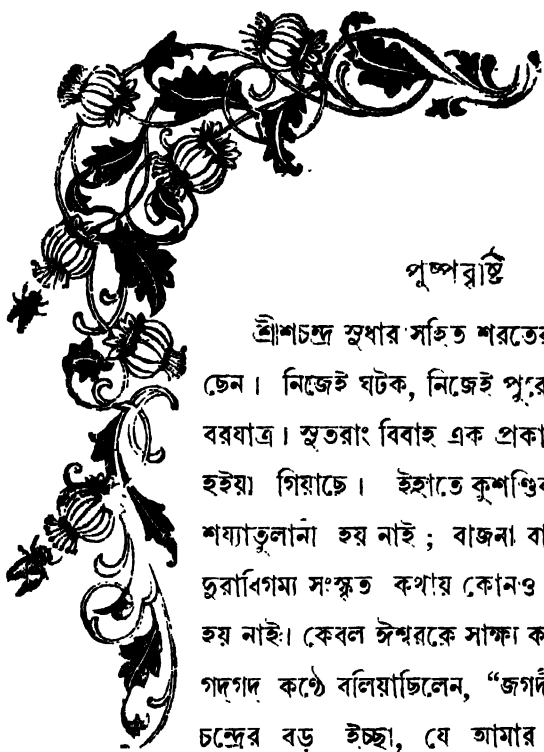 পুষ্পবৃষ্টি
শ্রীশচন্দ্র সুধার সহিত শরতের
ছেন। নিজেই ঘটক, নিজেই
বরযাত্র। সুতরাং বিবাহ এক প্রকা
হইয়া গিয়াছে। ইহাতে কুশণ্ডি
শয্যাতুলানী হয় নাই; বাজনা বা
দুরাধিগম্য সংস্কৃত কথায় কোনও
হয় নাই। কেবল ঈশ্বরকে সাক্ষ্য ক
গদ্‌গদ্ কণ্ঠে বলিয়াছিলেন, “জগদী
চন্দ্রের বড় ইচ্ছা, যে আমার